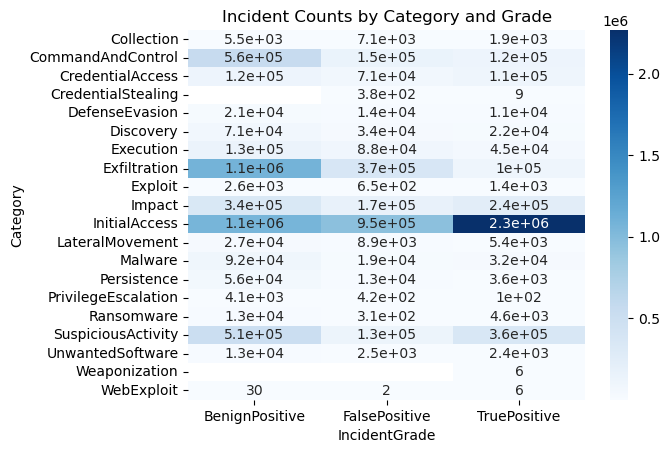 Incident Counts by Category and Grade
1e6
Collection 5.5e+03 7.1e+03 1.9e+03
CommandAndControl 5.6e+05 1.5e+05 1.2e+05
CredentialAccess 1.2e+05 7.1e+04 1.1e+05
CredentialStealing 3.8e+02 9
DefenseEvasion 2.1e+04 1.4e+04 1.1e+04
Discovery 7.1e+04 3.4e+04 2.2e+04
Execution 1.3e+05 8.8e+04 4.5e+04
Exfiltration 1.1e+06 3.7e+05 1e+05
Exploit 2.6e+03 6.5e+02 1.4e+03
Impact 3.4e+05 1.7e+05 2.4e+05
InitialAccess 1.1e+06 9.5e+05 2.3e+06
LateralMovement 2.7e+04 8.9e+03 5.4e+03
Malware 9.2e+04 1.9e+04 3.2e+04
Persistence 5.6e+04 1.3e+04 3.6e+03
PrivilegeEscalation 4.1e+03 4.2e+02 1e+02
Ransomware 1.3e+04 3.1e+02 4.6e+03
SuspiciousActivity 5.1e+05 1.3e+05 3.6e+05
UnwantedSoftware 1.3e+04 2.5e+03 2.4e+03
Weaponization 6
WebExploit 30 2 6
BenignPositive FalsePositive TruePositive
IncidentGrade
Category
2.0
1.5
1.0
0.5